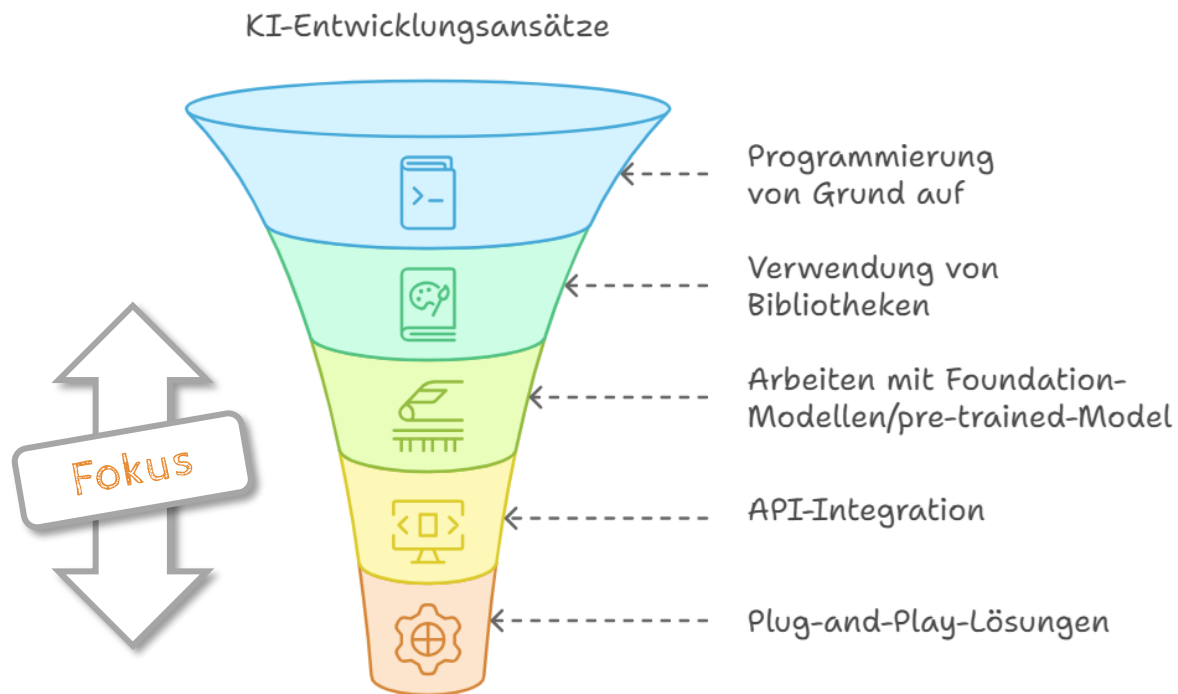 KI-Entwicklungsansätze
Programmierung
von Grund auf
Verwendung von
Bibliotheken
Arbeiten mit Foundation-
Modellen/pre-trained-Model
Fokus
API-Integration
Plug-and-Play-Lösungen